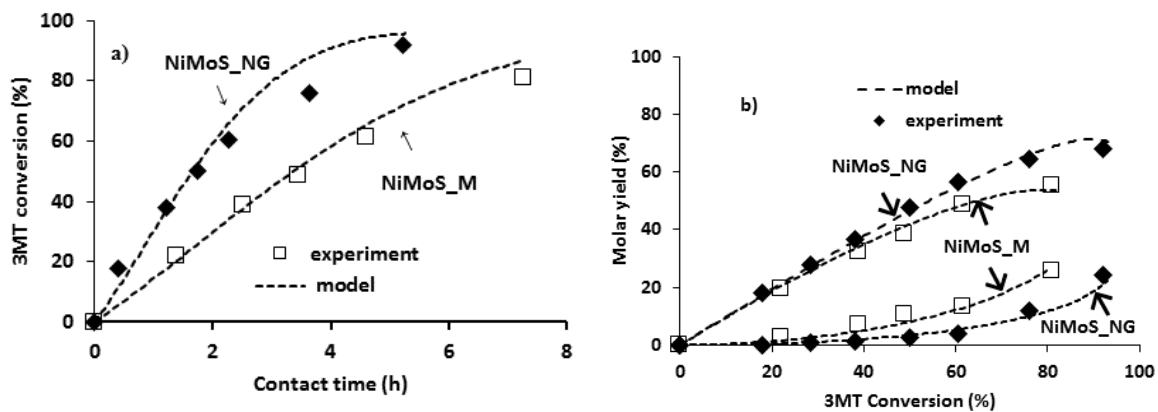 a)
3MT conversion (%)
100
80
60
40
20
0
0
2
4
6
8
Contact time (h)
NiMoS_NG
NiMoS_M
experiment
model
b)
Molar yield (%)
100
80
60
40
20
0
0
20
40
60
80
100
3MT Conversion (%)
model
experiment
NiMoS_NG
NiMoS_M
NiMoS_NG